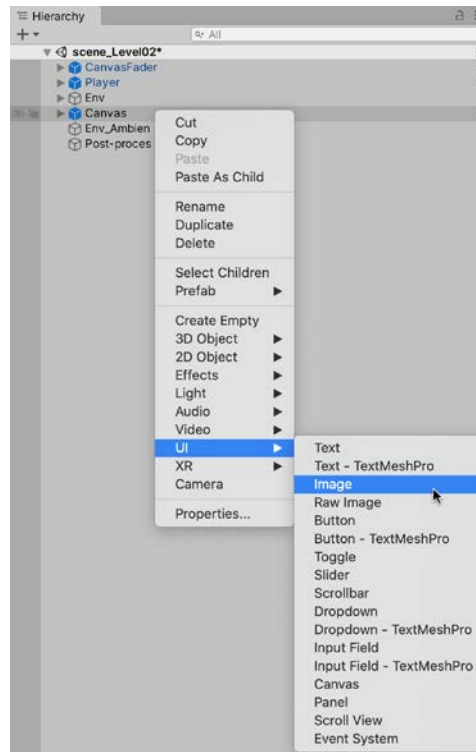 Hierarchy
All
scene_Level02*
CanvasFader
Player
Env
Canvas
Env_Ambien
Post-proces
Cut
Copy
Paste
Paste As Child
Rename
Duplicate
Delete
Select Children
Prefab
Create Empty
3D Object
2D Object
Effects
Light
Audio
Video
UI
XR
Camera
Properties...
Text
Text - TextMeshPro
Image
Raw Image
Button
Button - TextMeshPro
Toggle
Slider
Scrollbar
Dropdown
Dropdown - TextMeshPro
Input Field
Input Field - TextMeshPro
Canvas
Panel
Scroll View
Event System